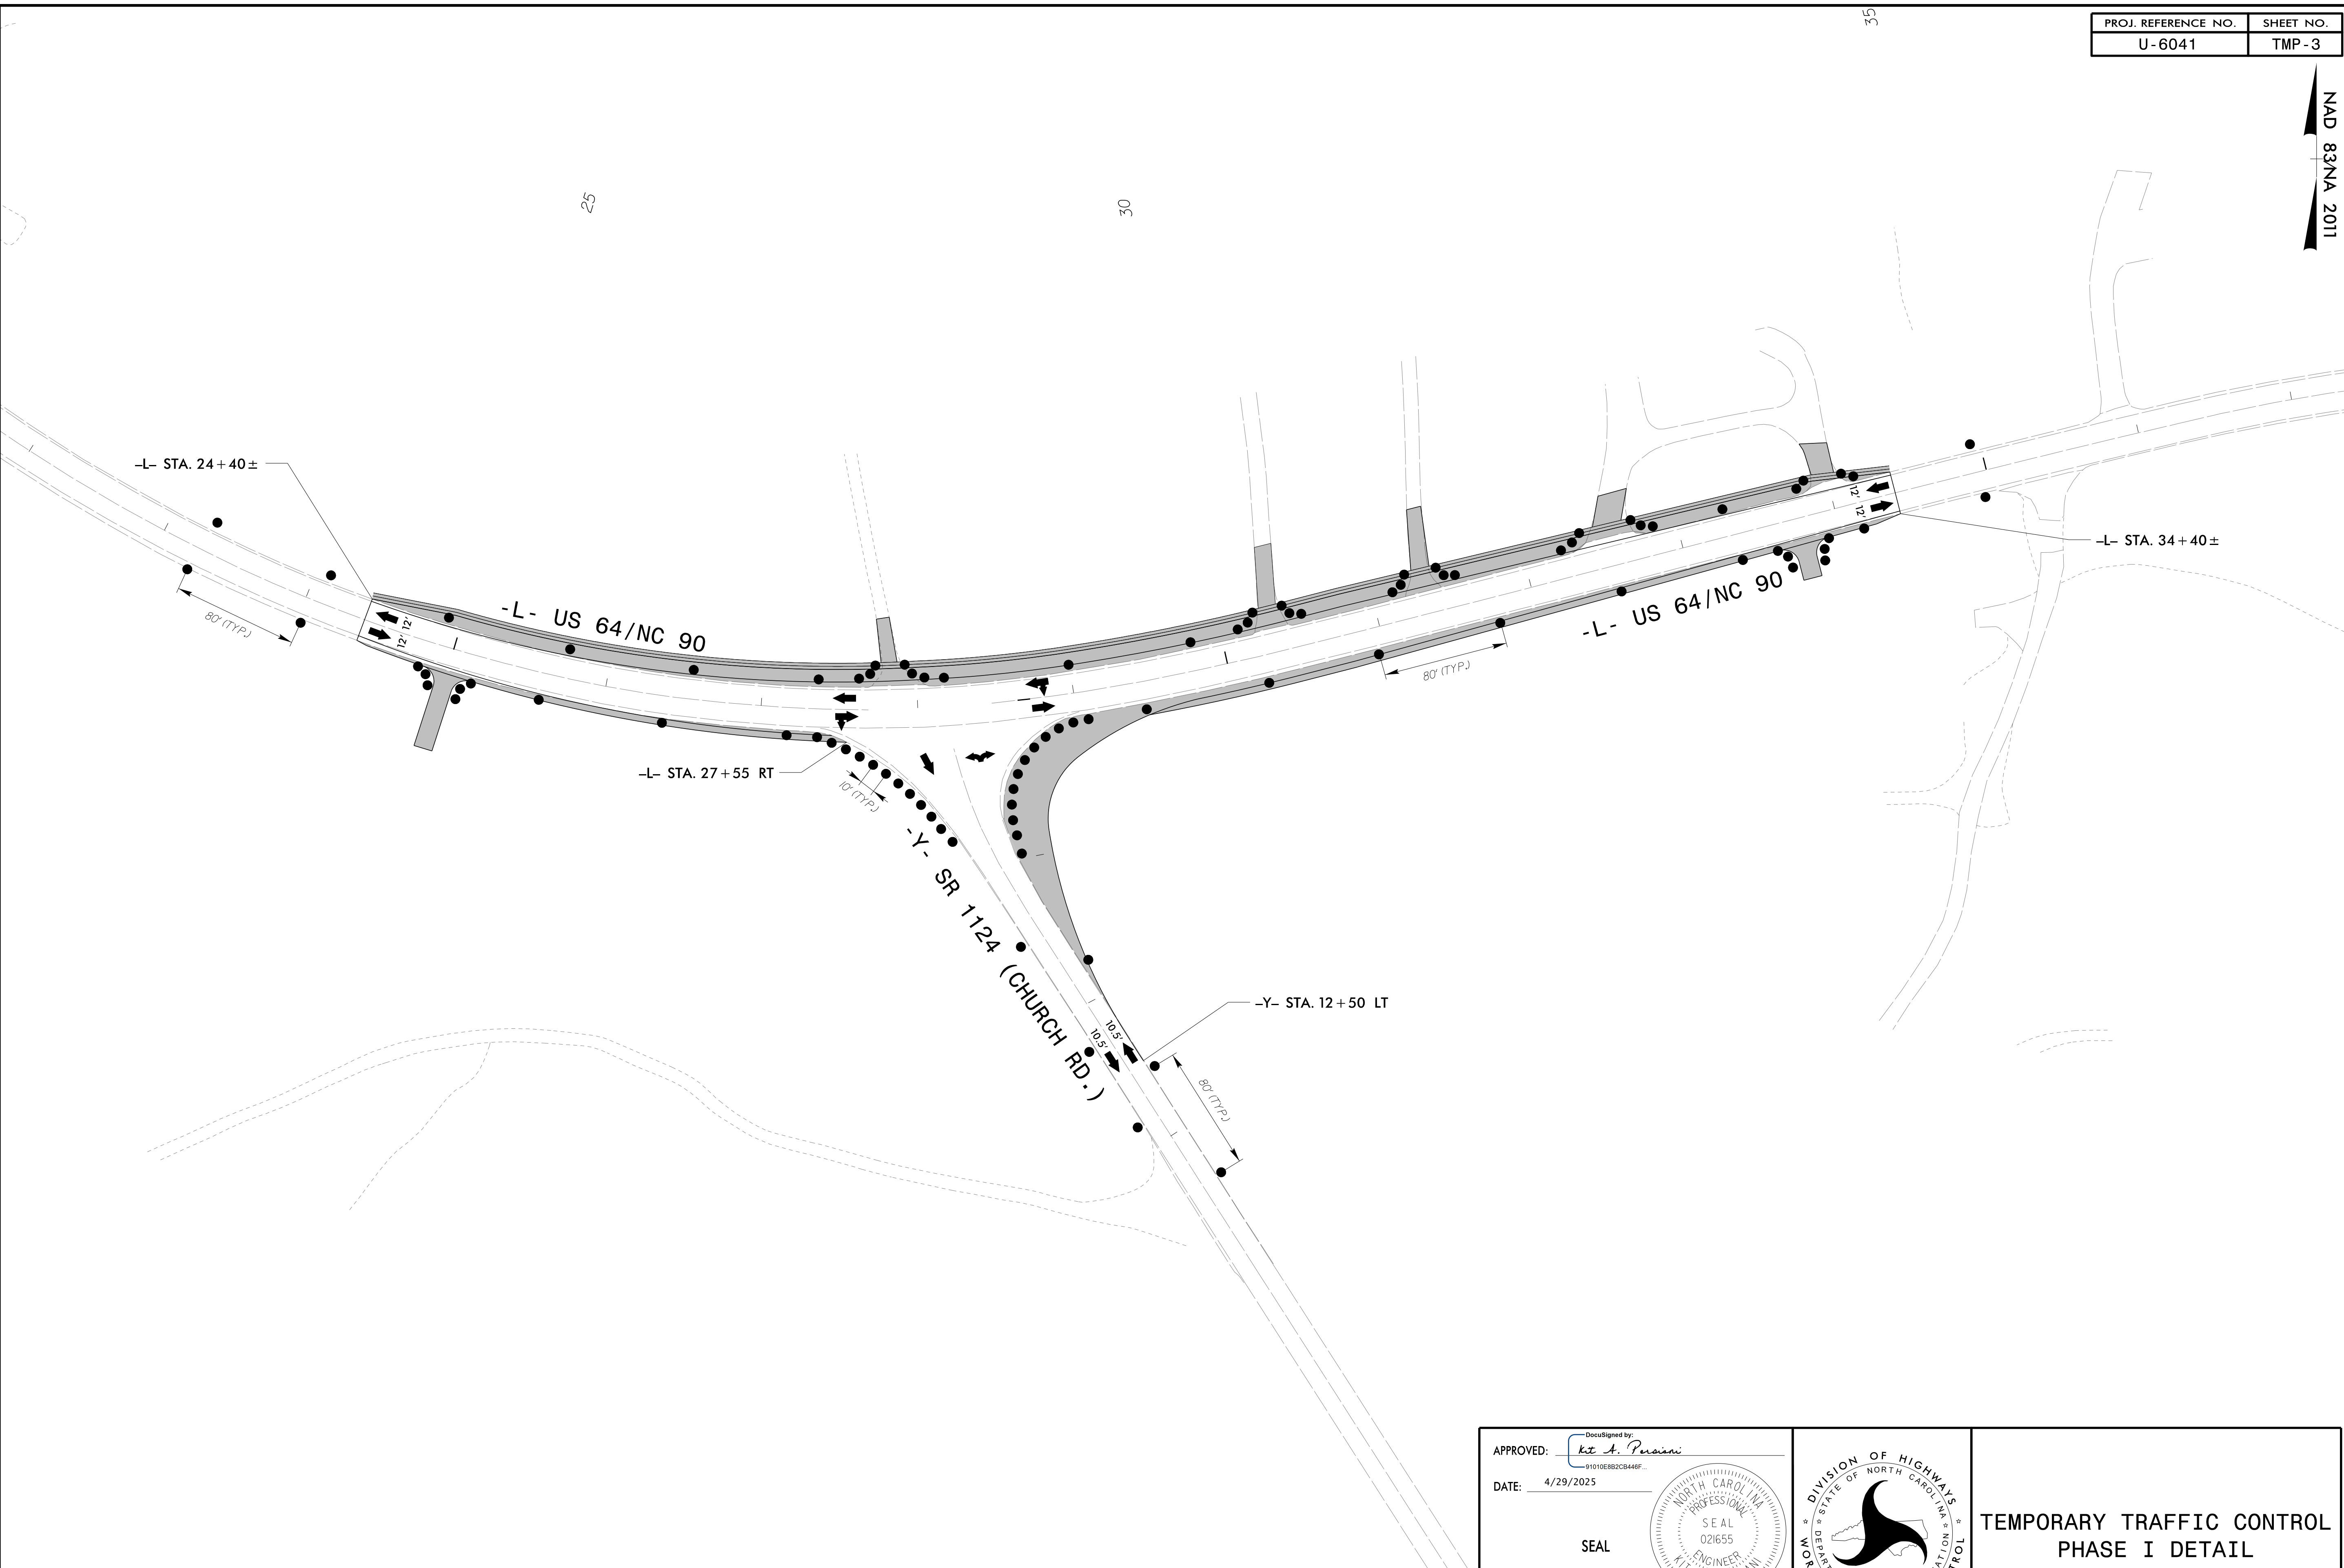 35
PROJ. REFERENCE NO. SHEET NO.
U-6041 TMP-3
NAD 83/NA 2011
25
30
-L- STA. 24+40±
80' (TYP.)
12' 12'
-L- US 64/NC 90
12'
12'
-L- STA. 34+40±
-L- US 64/NC 90
80' (TYP.)
-L- STA. 27+55 RT
10' (TYP.)
-Y- SR 1124 (CHURCH RD.)
-Y- STA. 12+50 LT
10.5'
10.5'
80' (TYP.)
APPROVED:
DocuSigned by:
Kit A. Persiani
91010E8B2CB446F...
DATE: 4/29/2025
SEAL
NORTH CAROLINA
PROFESSIONAL
SEAL
021655
ENGINEER
DIVISION OF HIGHWAYS
STATE OF NORTH CAROLINA
TEMPORARY TRAFFIC CONTROL
PHASE I DETAIL